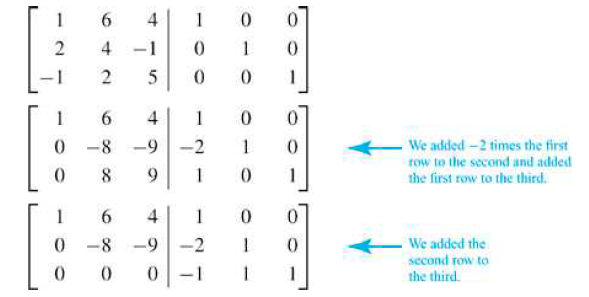 1 6 4 | 1 0 0
2 4 −1 | 0 1 0
−1 2 5 | 0 0 1
1 6 4 | 1 0 0
0 −8 −9 | −2 1 0
0 8 9 | 1 0 1
We added −2 times the first
row to the second and added
the first row to the third.
1 6 4 | 1 0 0
0 −8 −9 | −2 1 0
0 0 0 | −1 1 1
We added the
second row to
the third.